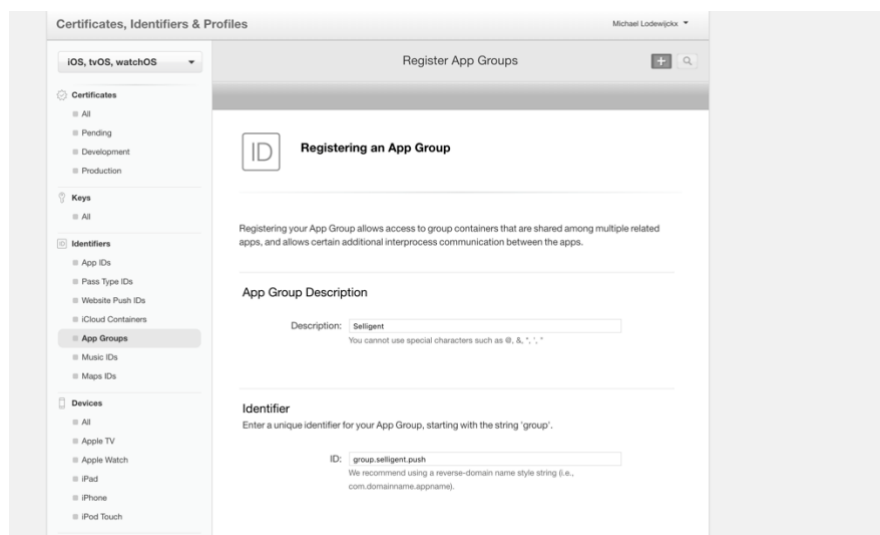 Certificates, Identifiers & Profiles
Michael Lodewijckx
iOS, tvOS, watchOS
Register App Groups
Certificates
All
Pending
Development
Production
Keys
All
Identifiers
App IDs
Pass Type IDs
Website Push IDs
iCloud Containers
App Groups
Music IDs
Maps IDs
Devices
All
Apple TV
Apple Watch
iPad
iPhone
iPod Touch
ID
Registering an App Group
Registering your App Group allows access to group containers that are shared among multiple related
apps, and allows certain additional interprocess communication between the apps.
App Group Description
Description: Selligent
You cannot use special characters such as @, &, *, ', "
Identifier
Enter a unique identifier for your App Group, starting with the string 'group'.
ID: group.selligent.push
We recommend using a reverse-domain name style string (i.e.,
com.domainname.appname).